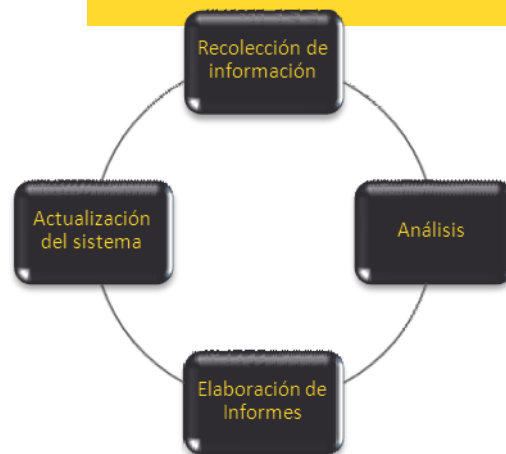 Recolección de
información
Análisis
Elaboración de
Informes
Actualización
del sistema